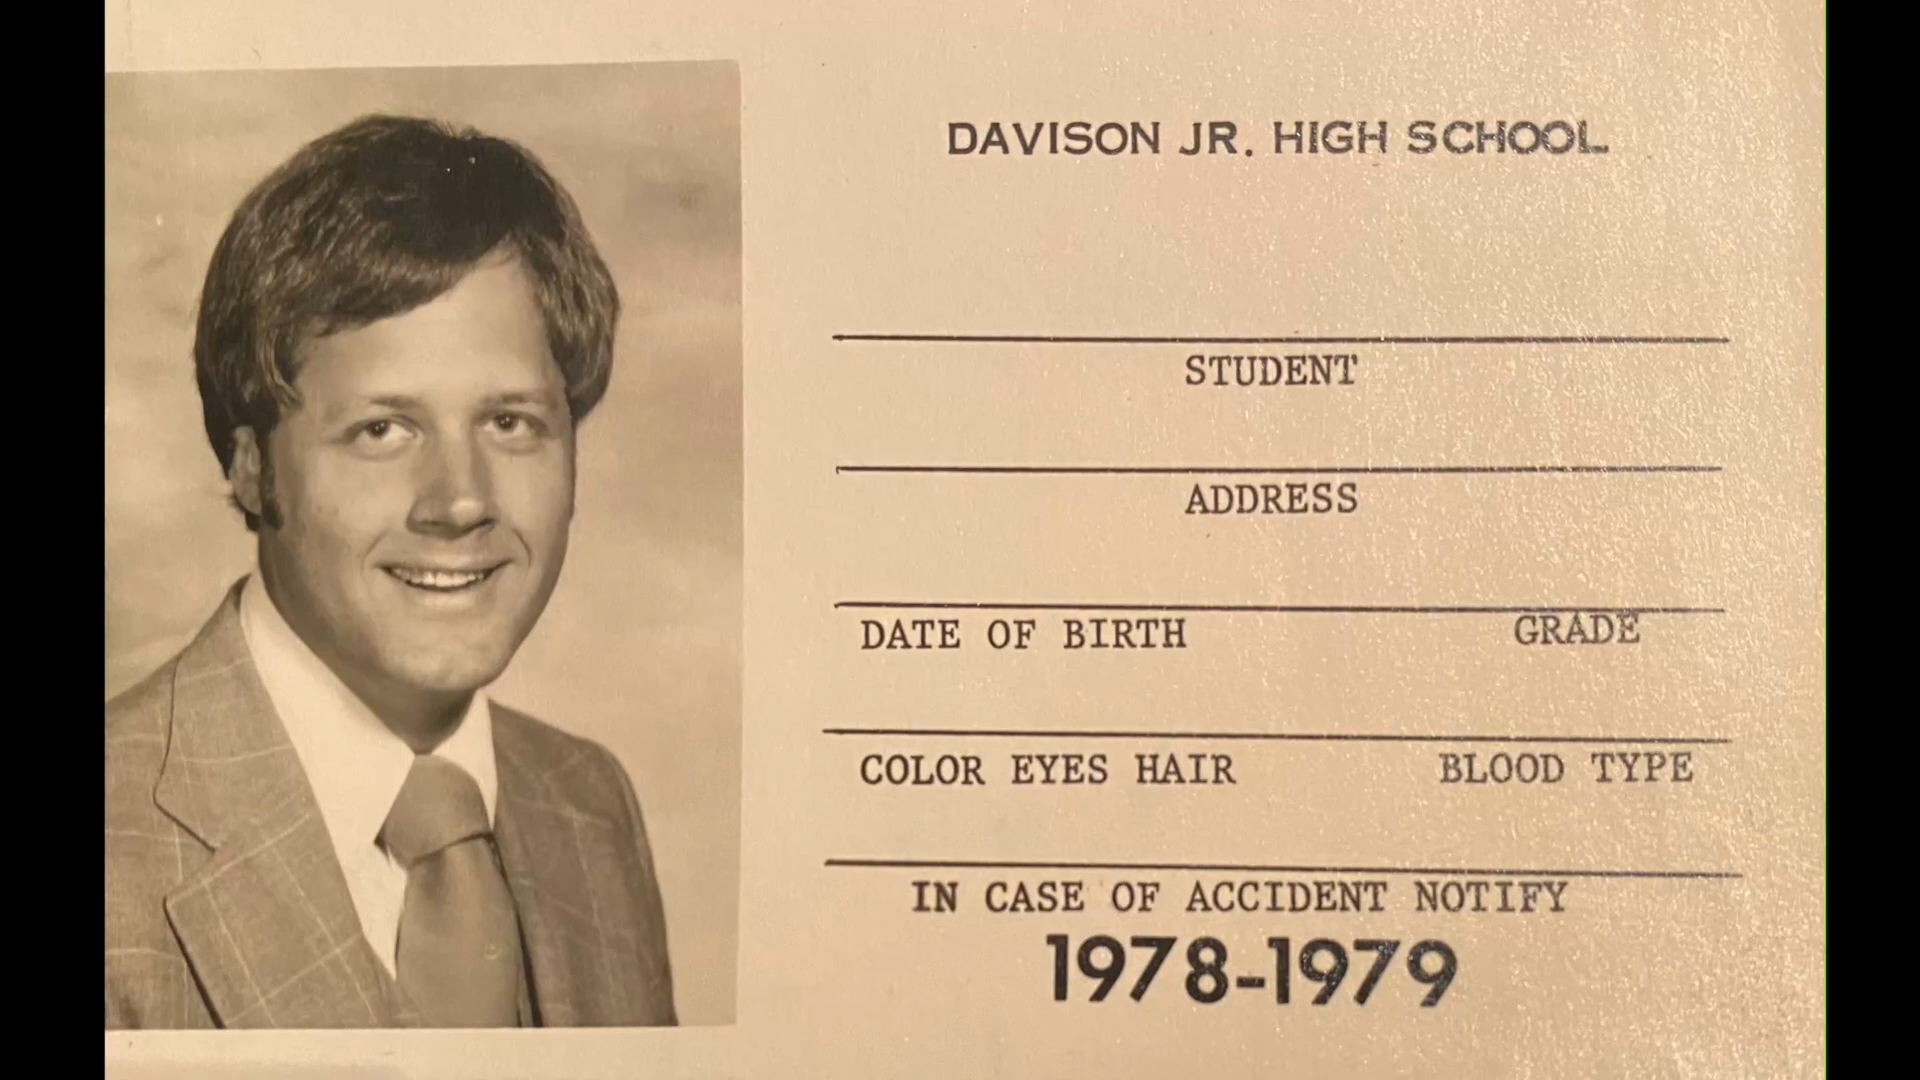 DAVISON JR. HIGH SCHOOL
STUDENT
ADDRESS
DATE OF BIRTH GRADE
COLOR EYES HAIR BLOOD TYPE
IN CASE OF ACCIDENT NOTIFY
1978-1979